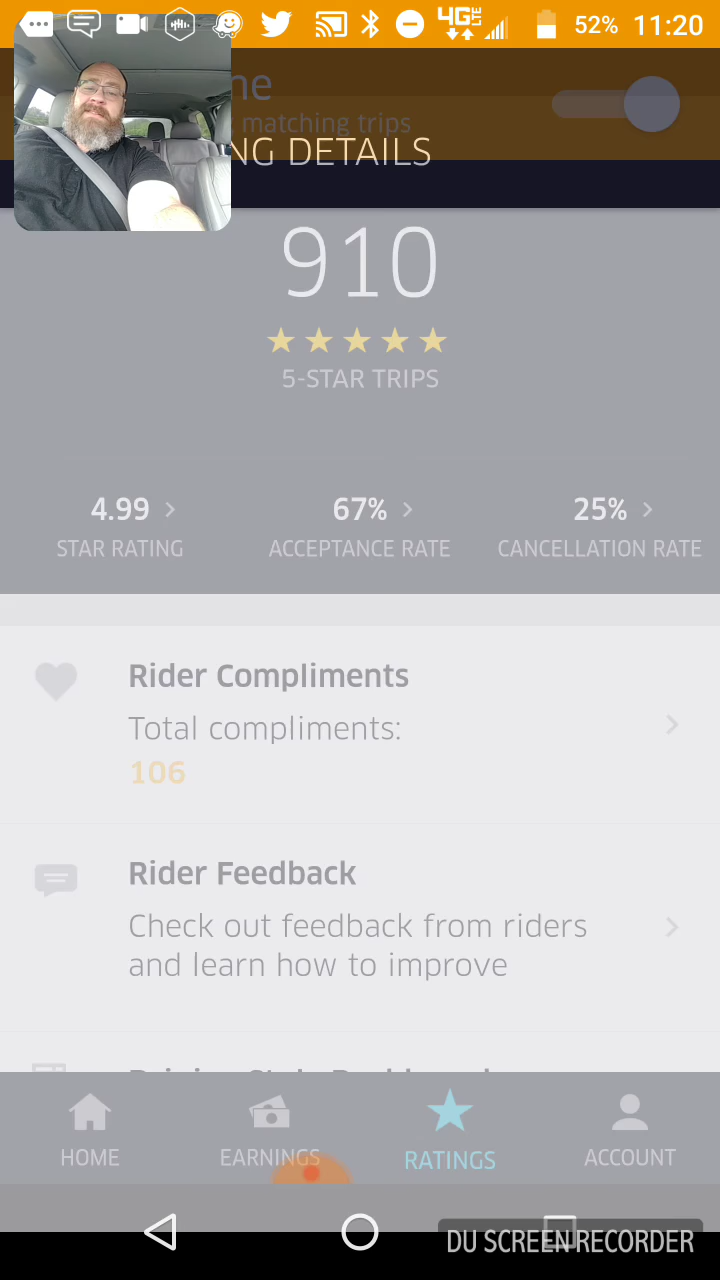 52% 11:20
matching trips
NG DETAILS
910
5-STAR TRIPS
4.99 67% 25%
STAR RATING ACCEPTANCE RATE CANCELLATION RATE
Rider Compliments
Total compliments:
106
Rider Feedback
Check out feedback from riders
and learn how to improve
HOME EARNINGS RATINGS ACCOUNT
DU SCREEN RECORDER